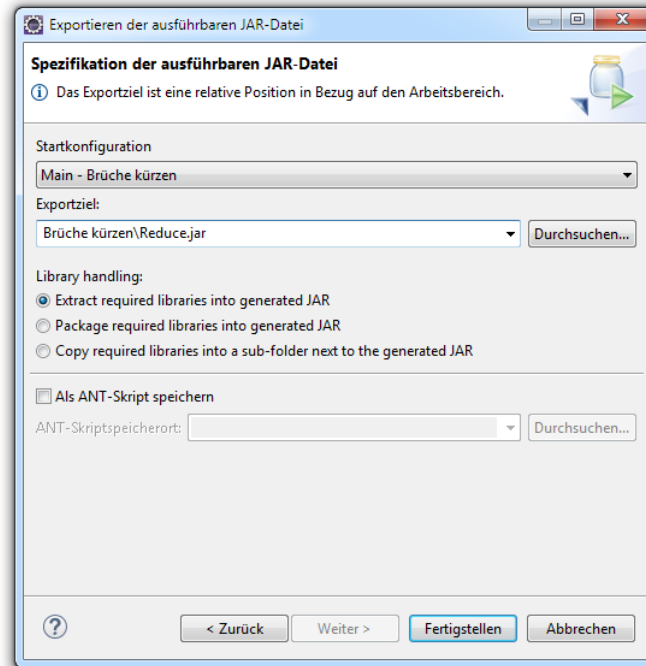 Exportieren der ausführbaren JAR-Datei
Spezifikation der ausführbaren JAR-Datei
Das Exportziel ist eine relative Position in Bezug auf den Arbeitsbereich.
Startkonfiguration
Main - Brüche kürzen
Exportziel:
Brüche kürzen\Reduce.jar
Durchsuchen...
Library handling:
Extract required libraries into generated JAR
Package required libraries into generated JAR
Copy required libraries into a sub-folder next to the generated JAR
Als ANT-Skript speichern
ANT-Skriptspeicherort:
Durchsuchen...
< Zurück
Weiter >
Fertigstellen
Abbrechen